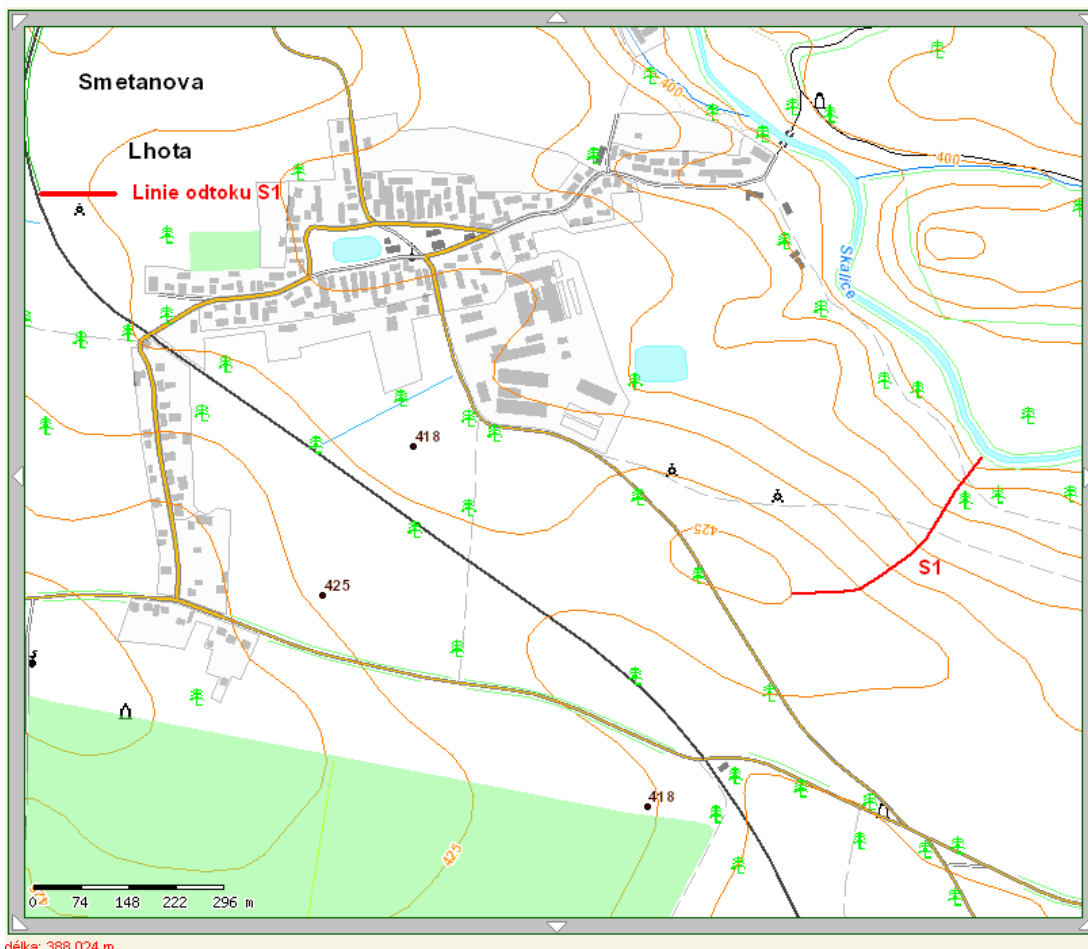 Smetanova
Lhota
Linie odtoku S1
400
400
Skalice
418
425
S1
425
418
425
0 74 148 222 296 m
délka: 388,024 m